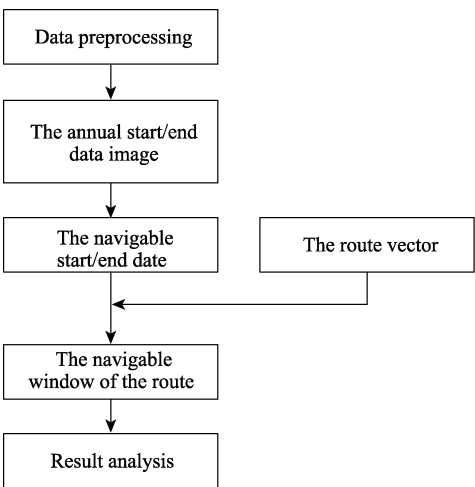 Data preprocessing
The annual start/end
data image
The navigable
start/end date
The route vector
The navigable
window of the route
Result analysis